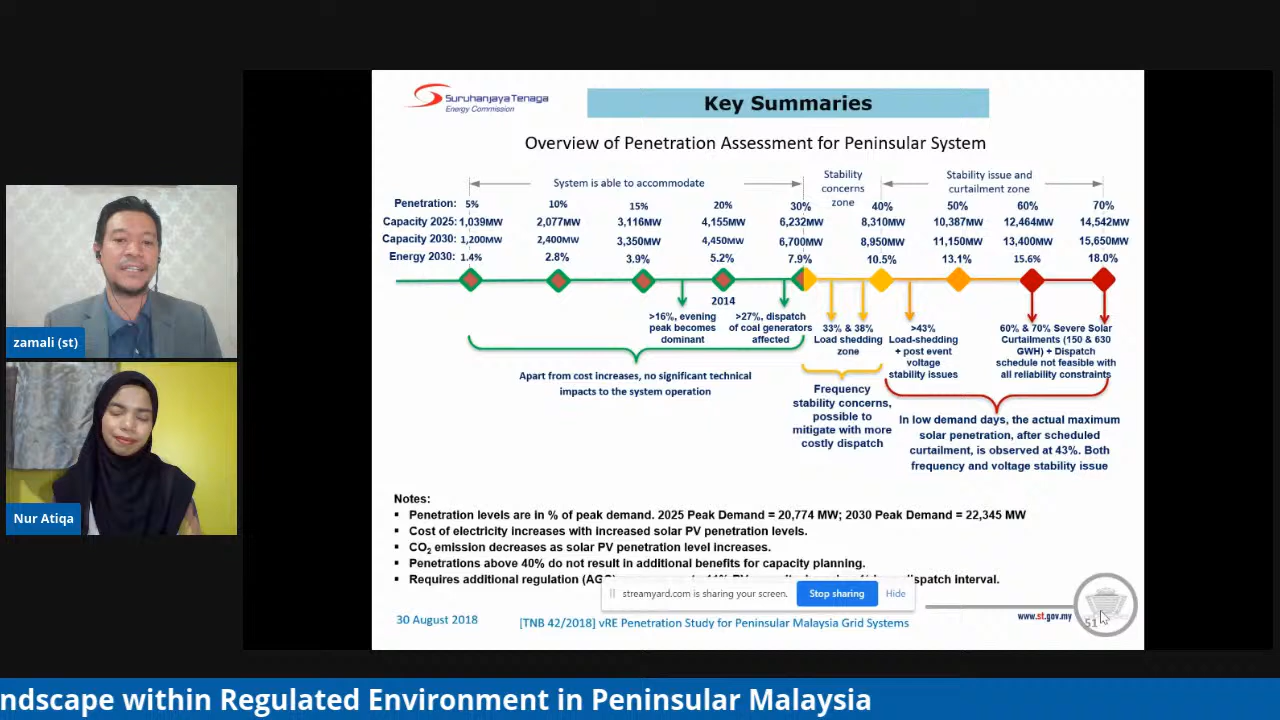 Suruhanjaya Tenaga
Energy Commission
Key Summaries
Overview of Penetration Assessment for Peninsular System
System is able to accommodate
Stability
concerns
zone
Stability issue and
curtailment zone
Penetration: 5% 10% 15% 20% 30% 40% 50% 60% 70%
Capacity 2025: 1,039MW 2,077MW 3,116MW 4,155MW 6,232MW 8,310MW 10,387MW 12,464MW 14,542MW
Capacity 2030: 1,200MW 2,400MW 3,350MW 4,450MW 6,700MW 8,950MW 11,150MW 13,400MW 15,650MW
Energy 2030: 1.4% 2.8% 3.9% 5.2% 7.9% 10.5% 13.1% 15.6% 18.0%
2014
>16%, evening
peak becomes
dominant
>27%, dispatch
of coal generators
affected
33% & 38%
Load shedding
zone
>43%
Load-shedding
+ post event
voltage
stability issues
60% & 70% Severe Solar
Curtailments (150 & 630
GWH) + Dispatch
schedule not feasible with
all reliability constraints
Apart from cost increases, no significant technical
impacts to the system operation
Frequency
stability concerns,
possible to
mitigate with more
costly dispatch
In low demand days, the actual maximum
solar penetration, after scheduled
curtailment, is observed at 43%. Both
frequency and voltage stability issue
Notes:
▪ Penetration levels are in % of peak demand. 2025 Peak Demand = 20,774 MW; 2030 Peak Demand = 22,345 MW
▪ Cost of electricity increases with increased solar PV penetration levels.
▪ CO2 emission decreases as solar PV penetration level increases.
▪ Penetrations above 40% do not result in additional benefits for capacity planning.
▪ Requires additional regulation (AGC) dispatch interval.
streamyard.com is sharing your screen. Stop sharing Hide
30 August 2018
[TNB 42/2018] vRE Penetration Study for Peninsular Malaysia Grid Systems
www.st.gov.my
51
zamali (st)
Nur Atiqa
ndscape within Regulated Environment in Peninsular Malaysia